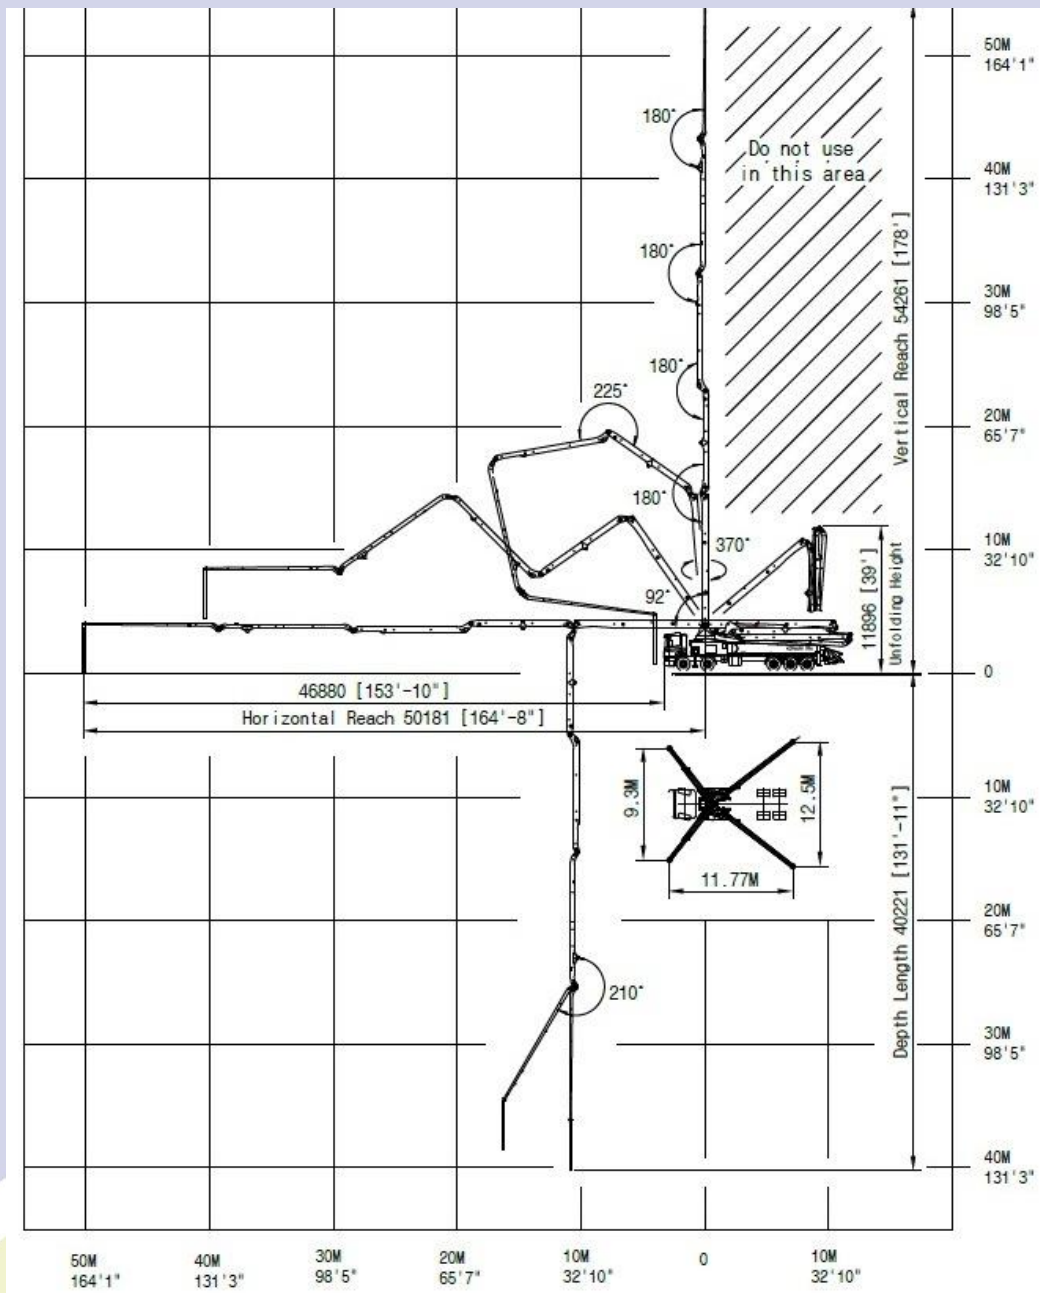 50M
164'1"
180°
Do not use
in this area
40M
131'3"
180°
Vertical Reach 54261 [178']
30M
98'5"
180°
225°
20M
65'7"
180°
370°
10M
32'10"
92°
11896 [39']
Unfolding Height
0
46880 [153'-10"]
Horizontal Reach 50181 [164'-8"]
9.3M
12.5M
11.77M
10M
32'10"
Depth Length 40221 [131'-11"]
20M
65'7"
210°
30M
98'5"
40M
131'3"
50M
164'1"
40M
131'3"
30M
98'5"
20M
65'7"
10M
32'10"
0
10M
32'10"